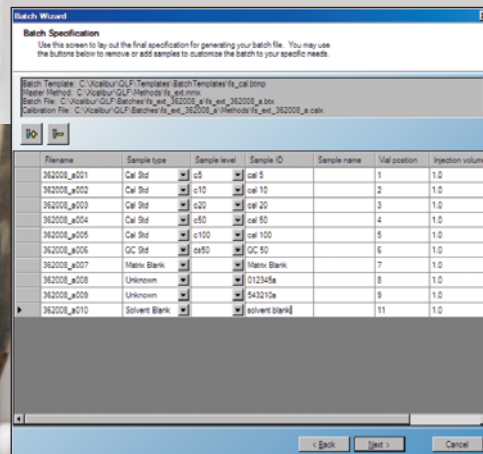 Batch Wizard
Batch Specification
Use this screen to lay out the final specification for generating your batch file. You may use
the buttons below to remove or add samples to customize the batch to your specific needs.
Batch Template: C:\Xcalibur\QLF\Templates\BatchTemplates\fs_cal.btmp
Master Method: C:\Xcalibur\QLF\Methods\fs_ext.mmx
Batch File: C:\Xcalibur\QLF\Batches\fs_ext_362008_a\fs_ext_362008_a.btx
Calibration File: C:\Xcalibur\QLF\Batches\fs_ext_362008_a\Methods\fs_ext_362008_a.calx
Filename Sample type Sample level Sample ID Sample name Vial position Injection volume
362008_a001 Cal Std c5 cal 5 1 1.0
362008_a002 Cal Std c10 cal 10 2 1.0
362008_a003 Cal Std c20 cal 20 3 1.0
362008_a004 Cal Std c50 cal 50 4 1.0
362008_a005 Cal Std c100 cal 100 5 1.0
362008_a006 QC Std cs50 QC 50 6 1.0
362008_a007 Matrix Blank Matrix Blank 7 1.0
362008_a008 Unknown 012345a 8 1.0
362008_a009 Unknown 543210a 9 1.0
362008_a010 Solvent Blank solvent blank 11 1.0
< Back Next > Cancel